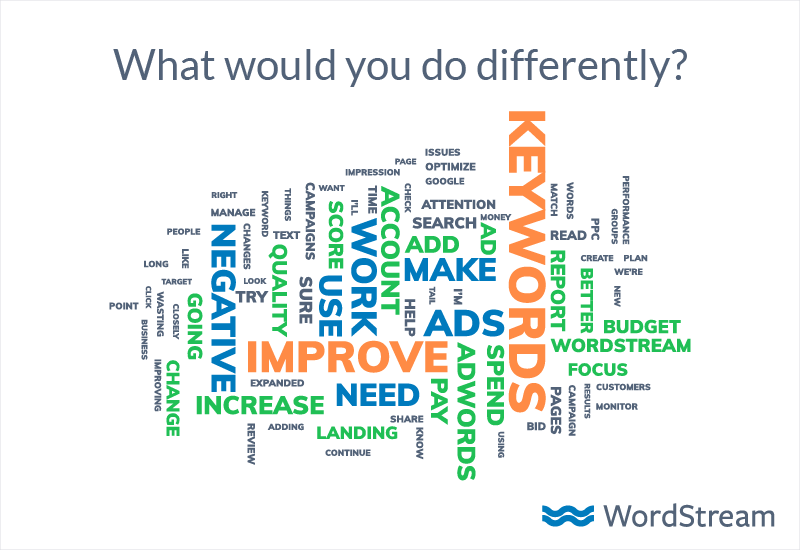 What would you do differently?
KEYWORDS
ISSUES
PAGE
OPTIMIZE
IMPRESSION
GOOGLE
RIGHT
KEYWORD
THINGS
CAMPAIGNS
WANT
I'LL
TIME
ACCOUNT
CHECK
ATTENTION
MONEY
MATCH
WORDS
PERFORMANCE
GROUPS
MANAGE
SCORE
SEARCH
AD
PPC
PEOPLE
NEGATIVE
CHANGES
TEXT
WORK
ADD
READ
LIKE
QUALITY
MAKE
REPORT
CREATE
PLAN
LONG
BETTER
WE'RE
TARGET
LOOK
SURE
USE
CLICK
WASTING
TRY
TAIL
I'M
NEW
POINT
CLOSELY
GOING
HELP
ADS
BUDGET
BUSINESS
IMPROVE
WORDSTREAM
IMPROVING
CHANGE
ADWORDS
SPEND
FOCUS
EXPANDED
NEED
PAY
PAGES
CAMPAIGN
RESULTS
CUSTOMERS
INCREASE
MONITOR
REVIEW
ADDING
LANDING
SHARE
KNOW
USING
BID
CONTINUE
WordStream